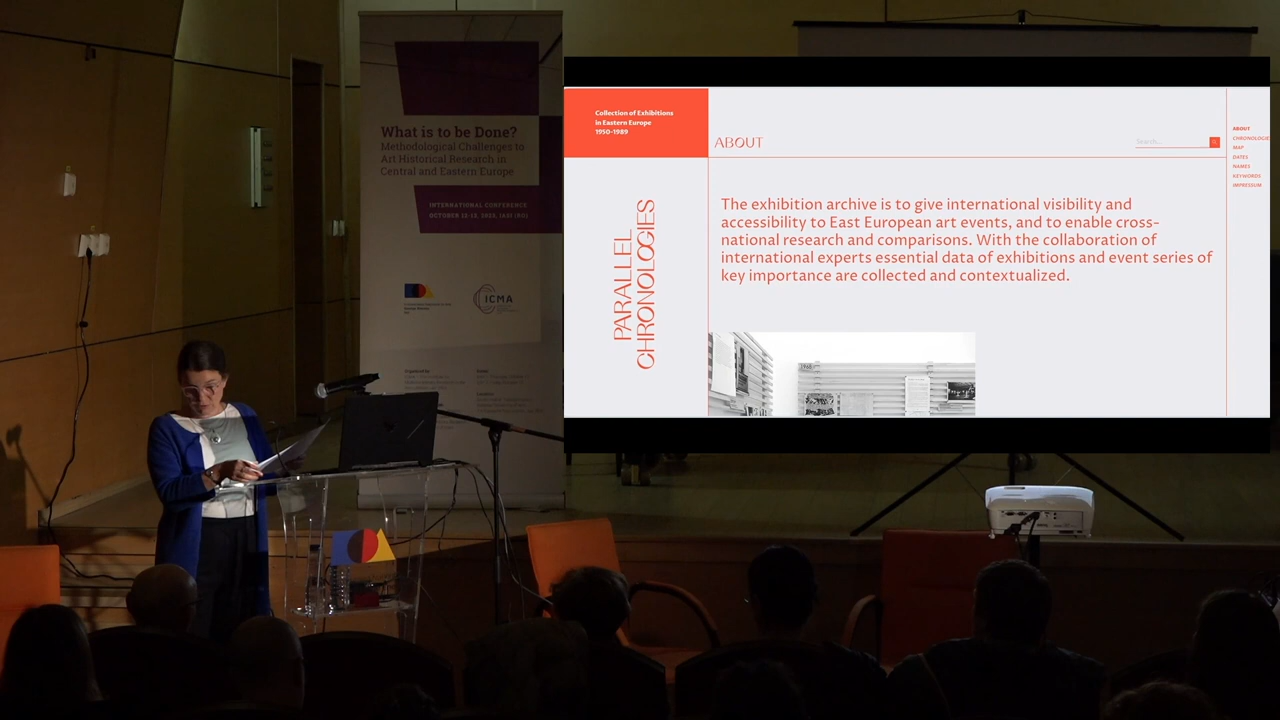 What is to be Done?
Methodological Challenges to
Art Historical Research in
Central and Eastern Europe
INTERNATIONAL CONFERENCE
ICMA
Collection of Exhibitions
in Eastern Europe
1950-1989
ABOUT
Search...
ABOUT
CHRONOLOGIES
MAP
DATES
NAMES
KEYWORDS
IMPRESSUM
PARALLEL
CHRONOLOGIES
The exhibition archive is to give international visibility and
accessibility to East European art events, and to enable cross-
national research and comparisons. With the collaboration of
international experts essential data of exhibitions and event series of
key importance are collected and contextualized.
1968